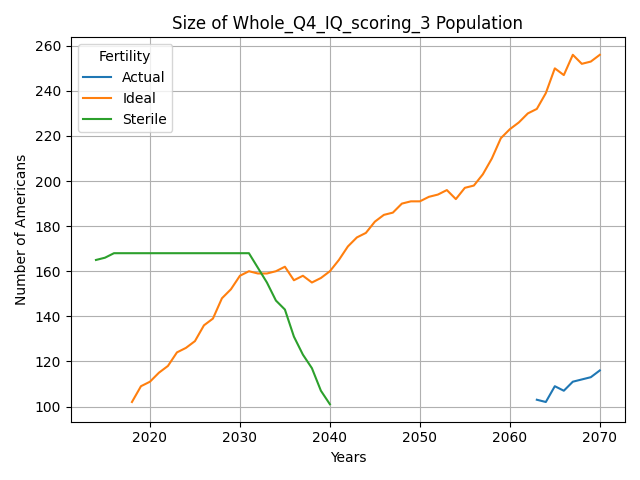 Size of Whole_Q4_IQ_scoring_3 Population
Fertility
Actual
Ideal
Sterile
Number of Americans
260
240
220
200
180
160
140
120
100
2020 2030 2040 2050 2060 2070
Years